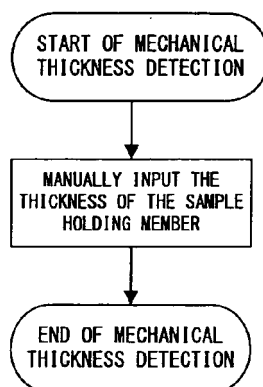 START OF MECHANICAL
THICKNESS DETECTION
MANUALLY INPUT THE
THICKNESS OF THE SAMPLE
HOLDING MEMBER
END OF MECHANICAL
THICKNESS DETECTION